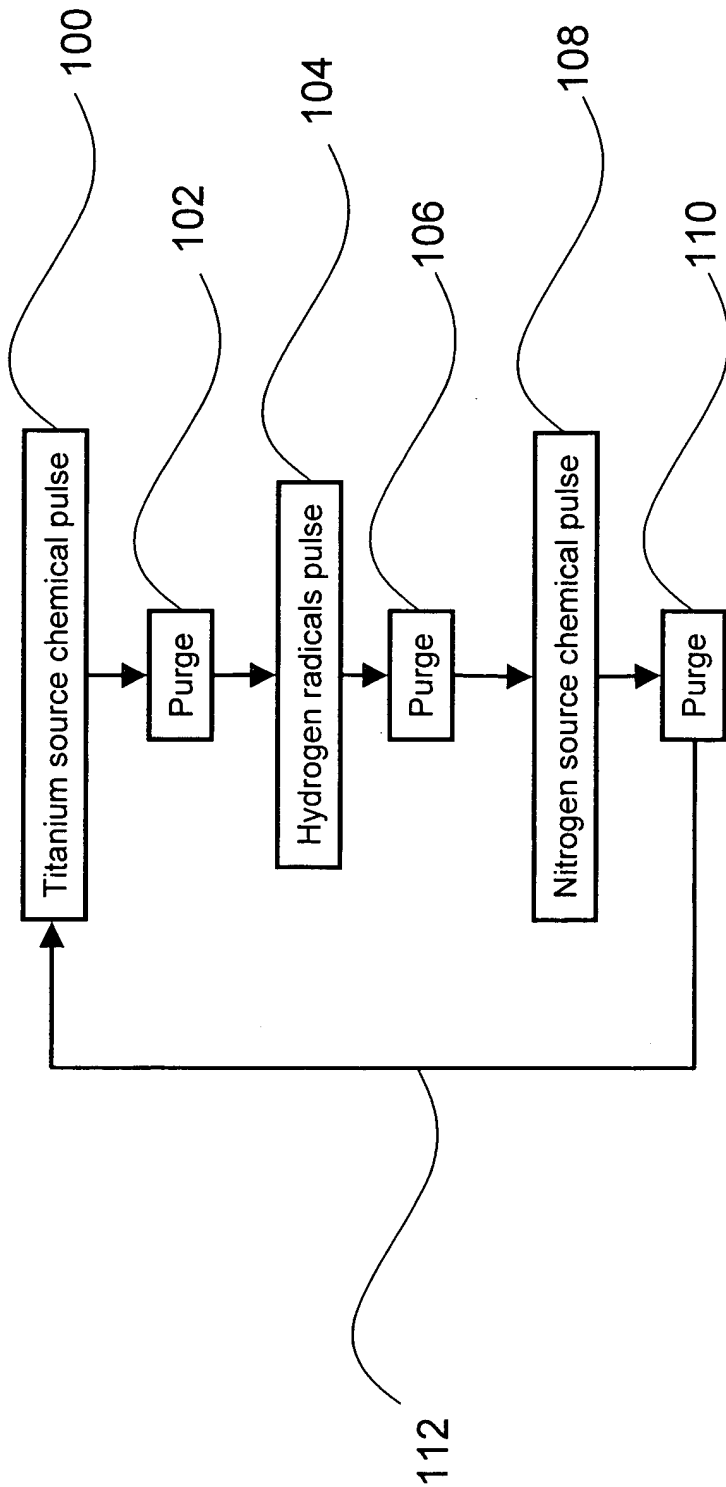 Titanium source chemical pulse
100
Purge
102
Hydrogen radicals pulse
104
Purge
106
Nitrogen source chemical pulse
108
Purge
110
112